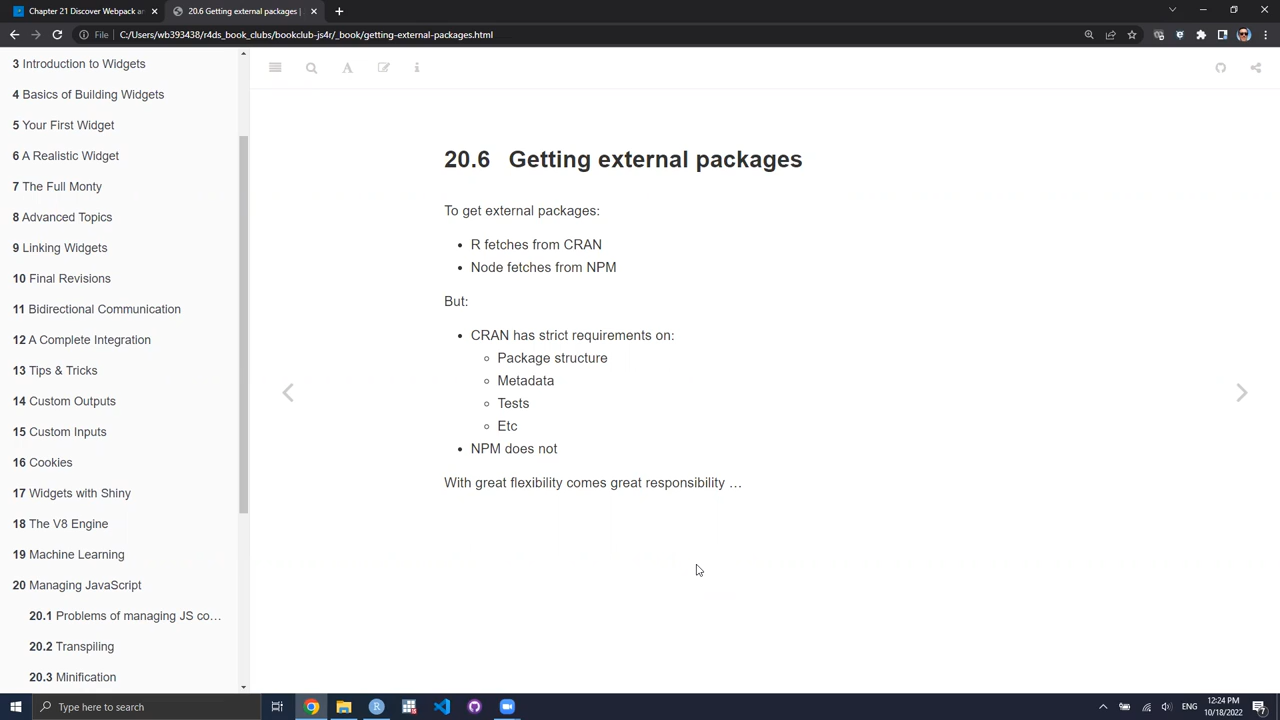 Chapter 21 Discover Webpack an
20.6 Getting external packages |
File
C:/Users/wb393438/r4ds_book_clubs/bookclub-js4r/_book/getting-external-packages.html
3 Introduction to Widgets
4 Basics of Building Widgets
5 Your First Widget
6 A Realistic Widget
7 The Full Monty
8 Advanced Topics
9 Linking Widgets
10 Final Revisions
11 Bidirectional Communication
12 A Complete Integration
13 Tips & Tricks
14 Custom Outputs
15 Custom Inputs
16 Cookies
17 Widgets with Shiny
18 The V8 Engine
19 Machine Learning
20 Managing JavaScript
20.1 Problems of managing JS co…
20.2 Transpiling
20.3 Minification
20.6 Getting external packages
To get external packages:
R fetches from CRAN
Node fetches from NPM
But:
CRAN has strict requirements on:
Package structure
Metadata
Tests
Etc
NPM does not
With great flexibility comes great responsibility …
Type here to search
ENG
12:24 PM
10/18/2022